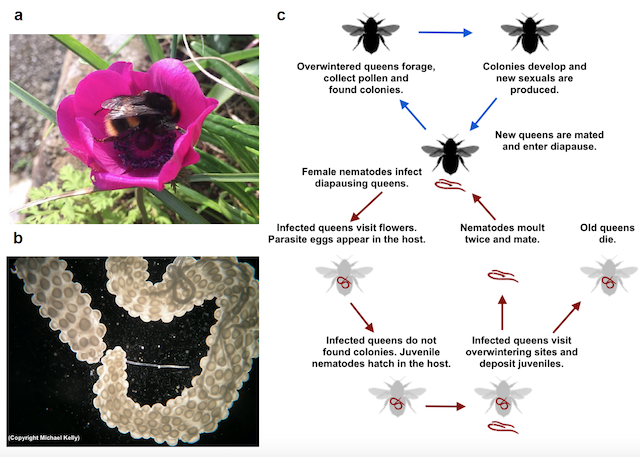 a
b
(Copyright Michael Kelly)
c
Overwintered queens forage,
collect pollen and
found colonies.
Colonies develop and
new sexuals are
produced.
New queens are mated
and enter diapause.
Female nematodes infect
diapausing queens.
Infected queens visit flowers.
Parasite eggs appear in the host.
Nematodes moult
twice and mate.
Old queens
die.
Infected queens do not
found colonies. Juvenile
nematodes hatch in the host.
Infected queens visit
overwintering sites and
deposit juveniles.